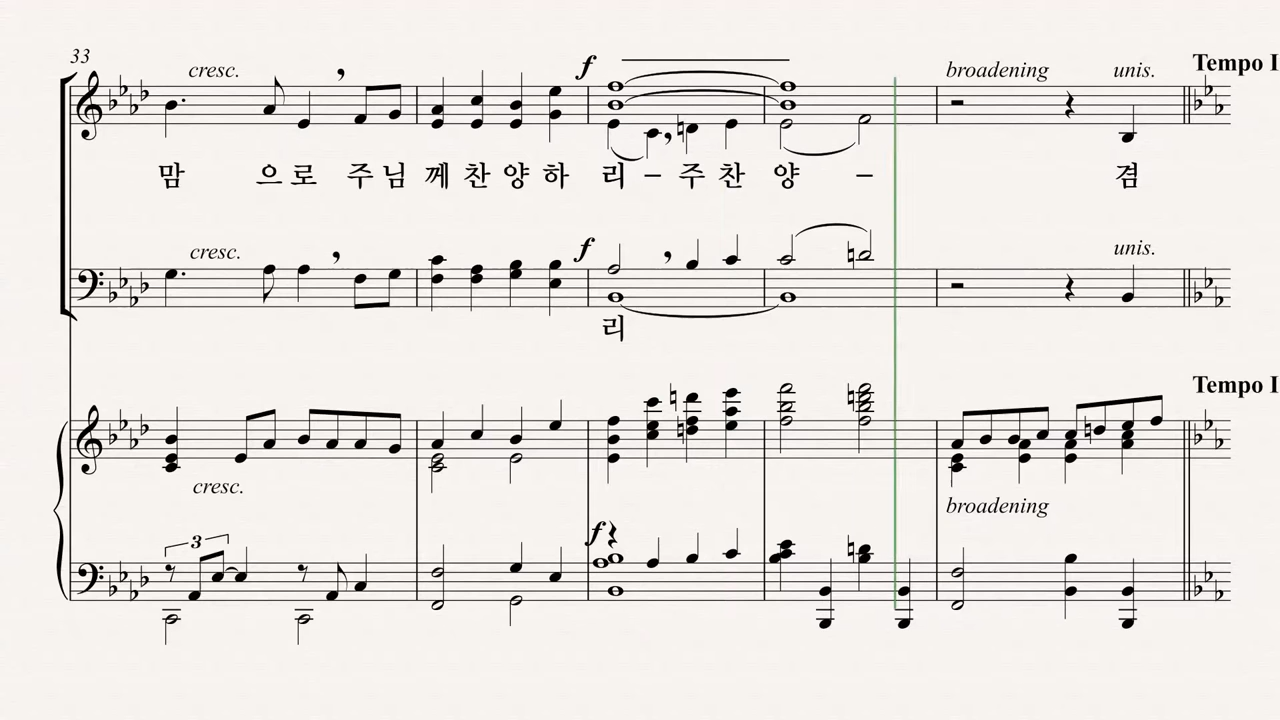 33
cresc.
f
broadening
unis.
Tempo I
맘 으 로 주 님 께 찬 양 하 리 – 주 찬 양 – 겸
cresc.
f
unis.
리
Tempo I
cresc.
broadening
3
f